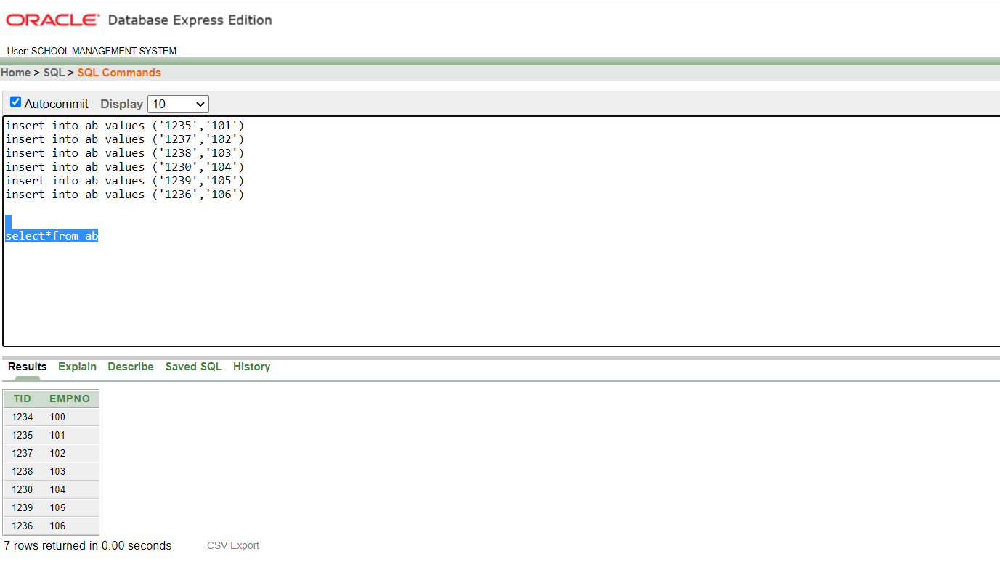 ORACLE® Database Express Edition
User: SCHOOL MANAGEMENT SYSTEM
Home > SQL > SQL Commands
Autocommit Display 10
insert into ab values ('1235','101')
insert into ab values ('1237','102')
insert into ab values ('1238','103')
insert into ab values ('1230','104')
insert into ab values ('1239','105')
insert into ab values ('1236','106')
select*from ab
Results Explain Describe Saved SQL History
TID EMPNO
1234 100
1235 101
1237 102
1238 103
1230 104
1239 105
1236 106
7 rows returned in 0.00 seconds CSV Export